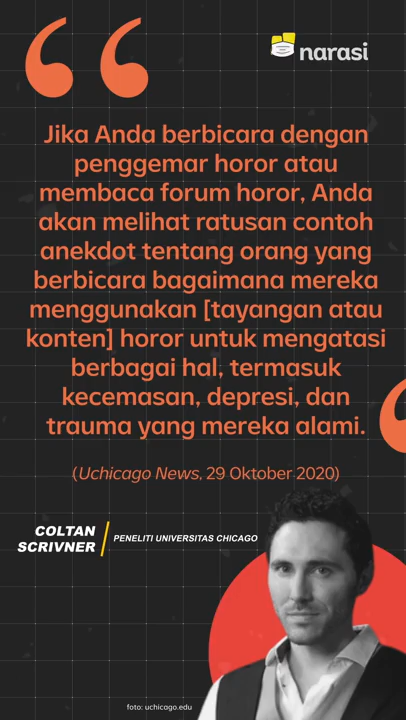 narasi
Jika Anda berbicara dengan
penggemar horor atau
membaca forum horor, Anda
akan melihat ratusan contoh
anekdot tentang orang yang
berbicara bagaimana mereka
menggunakan [tayangan atau
konten] horor untuk mengatasi
berbagai hal, termasuk
kecemasan, depresi, dan
trauma yang mereka alami.
(Uchicago News, 29 Oktober 2020)
COLTAN
SCRIVNER
PENELITI UNIVERSITAS CHICAGO
foto: uchicago.edu